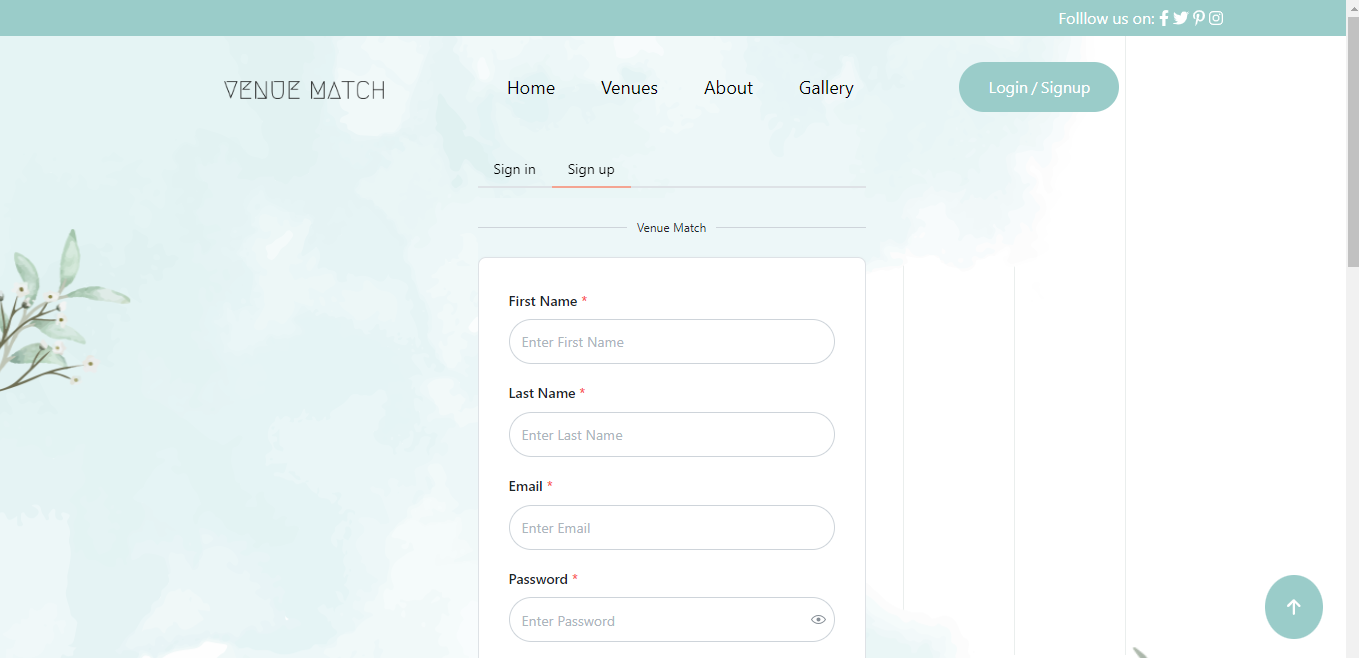 Folllow us on:
VENUE MATCH
Home Venues About Gallery Login / Signup
Sign in Sign up
Venue Match
First Name *
Enter First Name
Last Name *
Enter Last Name
Email *
Enter Email
Password *
Enter Password